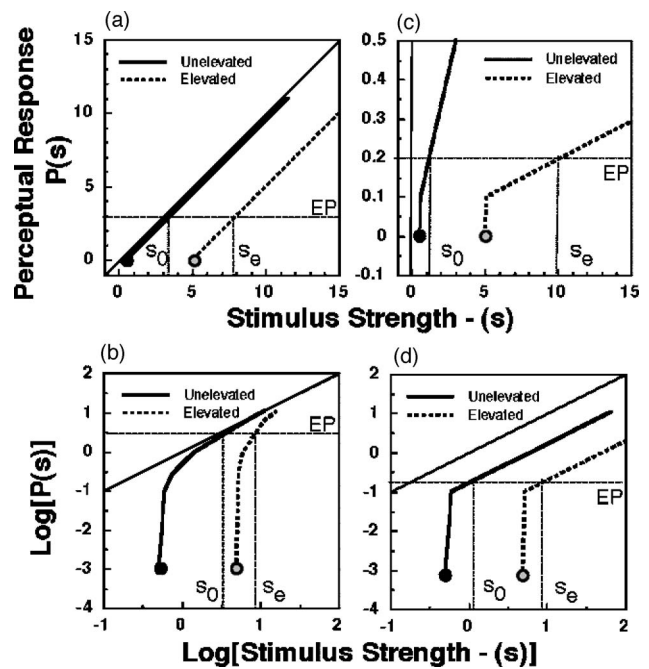 (a)
(c)
Unelevated
Elevated
Unelevated
Elevated
Perceptual Response
P(s)
15
10
5
0
0.5
0.4
0.3
0.2
0.1
0
-0.1
EP
EP
s0
se
s0
se
0 5 10 15
0 5 10 15
Stimulus Strength - (s)
(b)
(d)
Unelevated
Elevated
Unelevated
Elevated
Log[P(s)]
2
1
0
-1
-2
-3
-4
2
1
0
-1
-2
-3
-4
EP
EP
s0
se
s0
se
-1 0 1 2
-1 0 1 2
Log[Stimulus Strength - (s)]